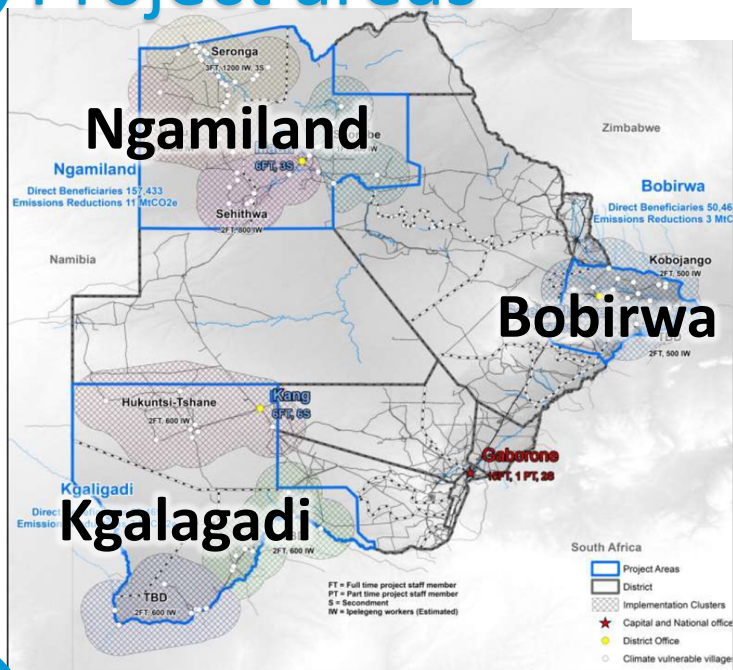 Project areas
Seronga
3FT, 1200 IW, 3S
Ngamiland
Zimbabwe
6FT, 3S
Ngamiland
Direct Beneficiaries 157,433
Emissions Reductions 11 MtCO2e
Bobirwa
Direct Beneficiaries 50,46
Emissions Reductions 3 MtC
Sehithwa
2FT, 800 IW
Namibia
Kobojango
2FT, 500 IW
Bobirwa
2FT, 500 IW
Hukuntsi-Tshane
2FT, 600 IW
Kang
6FT, 6S
Gaborone
1 PT, 2S
Kgaligadi
Kgalagadi
2FT, 600 IW
TBD
2FT, 600 IW
FT = Full time project staff member
PT = Part time project staff member
S = Secondment
IW = Ipelegeng workers (Estimated)
South Africa
Project Areas
District
Implementation Clusters
Capital and National office
District Office
Climate vulnerable village